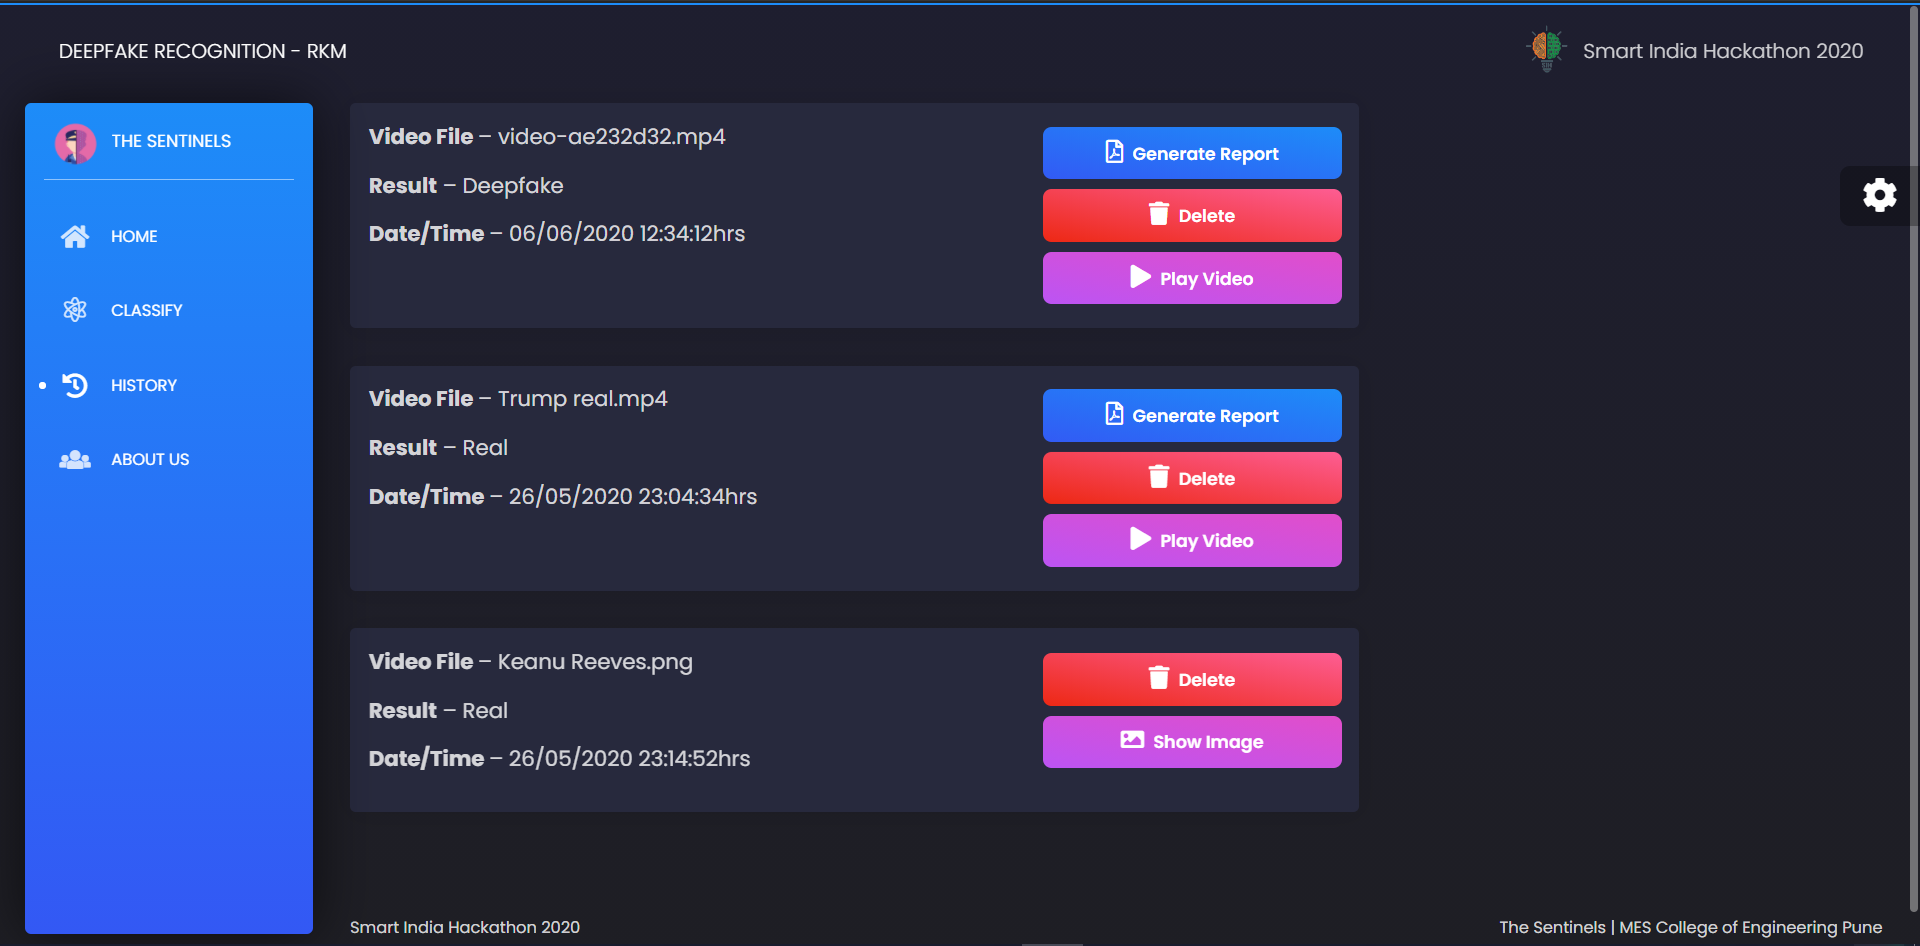 DEEPFAKE RECOGNITION - RKM
Smart India Hackathon 2020
THE SENTINELS
HOME
CLASSIFY
HISTORY
ABOUT US
Video File – video-ae232d32.mp4
Result – Deepfake
Date/Time – 06/06/2020 12:34:12hrs
Generate Report
Delete
Play Video
Video File – Trump real.mp4
Result – Real
Date/Time – 26/05/2020 23:04:34hrs
Generate Report
Delete
Play Video
Video File – Keanu Reeves.png
Result – Real
Date/Time – 26/05/2020 23:14:52hrs
Delete
Show Image
Smart India Hackathon 2020
The Sentinels | MES College of Engineering Pune